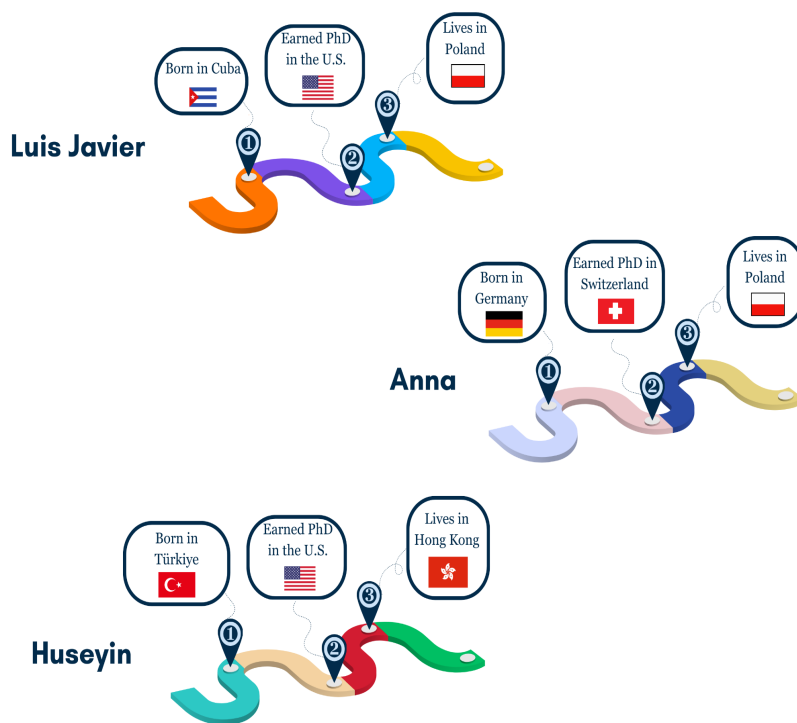 Luis Javier
Born in Cuba
Earned PhD
in the U.S.
Lives in
Poland
1
2
3
Anna
Born in
Germany
Earned PhD in
Switzerland
Lives in
Poland
1
2
3
Huseyin
Born in
Türkiye
Earned PhD
in the U.S.
Lives in
Hong Kong
1
2
3